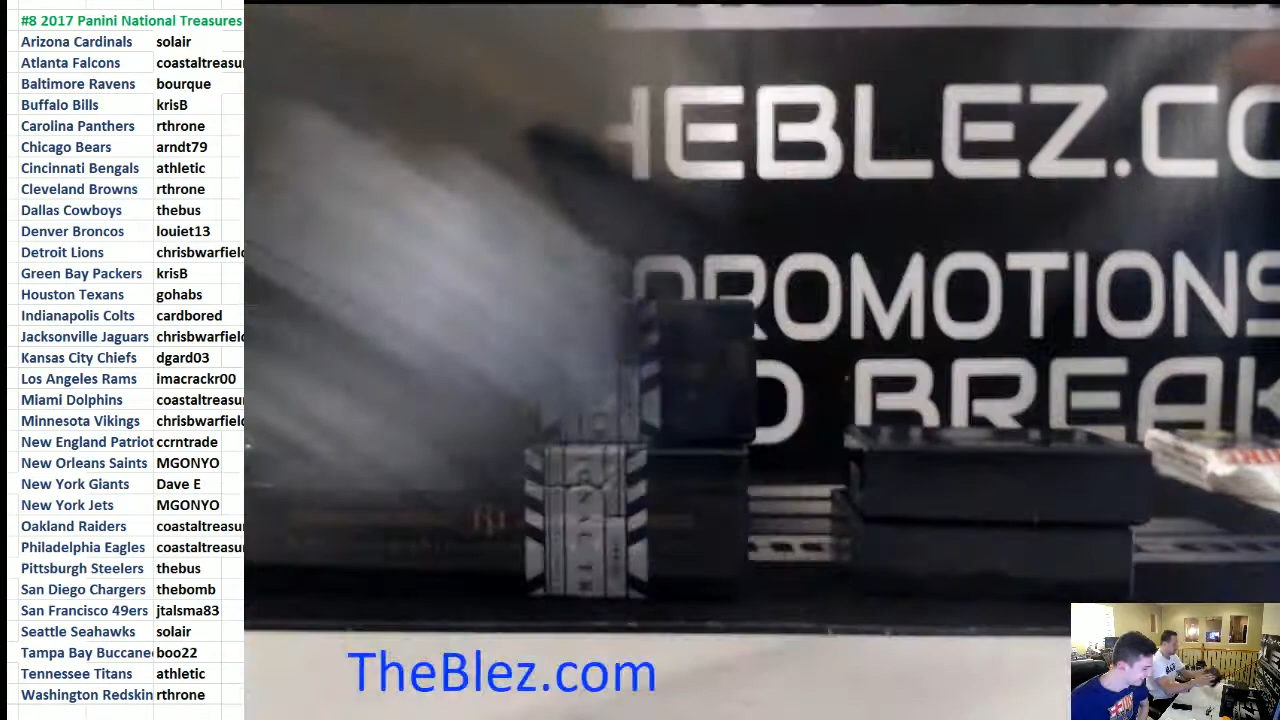 #8 2017 Panini National Treasures
Arizona Cardinals solair
Atlanta Falcons coastaltreasur
Baltimore Ravens bourque
Buffalo Bills krisB
Carolina Panthers rthrone
Chicago Bears arndt79
Cincinnati Bengals athletic
Cleveland Browns rthrone
Dallas Cowboys thebus
Denver Broncos louiet13
Detroit Lions chrisbwarfield
Green Bay Packers krisB
Houston Texans gohabs
Indianapolis Colts cardbored
Jacksonville Jaguars chrisbwarfield
Kansas City Chiefs dgard03
Los Angeles Rams imacrackr00
Miami Dolphins coastaltreasur
Minnesota Vikings chrisbwarfield
New England Patriot ccrntrade
New Orleans Saints MGONYO
New York Giants Dave E
New York Jets MGONYO
Oakland Raiders coastaltreasur
Philadelphia Eagles coastaltreasur
Pittsburgh Steelers thebus
San Diego Chargers thebomb
San Francisco 49ers jtalsma83
Seattle Seahawks solair
Tampa Bay Buccane boo22
Tennessee Titans athletic
Washington Redskin rthrone
HEBLEZ.CO
PROMOTIONS
O BREAK
TheBlez.com